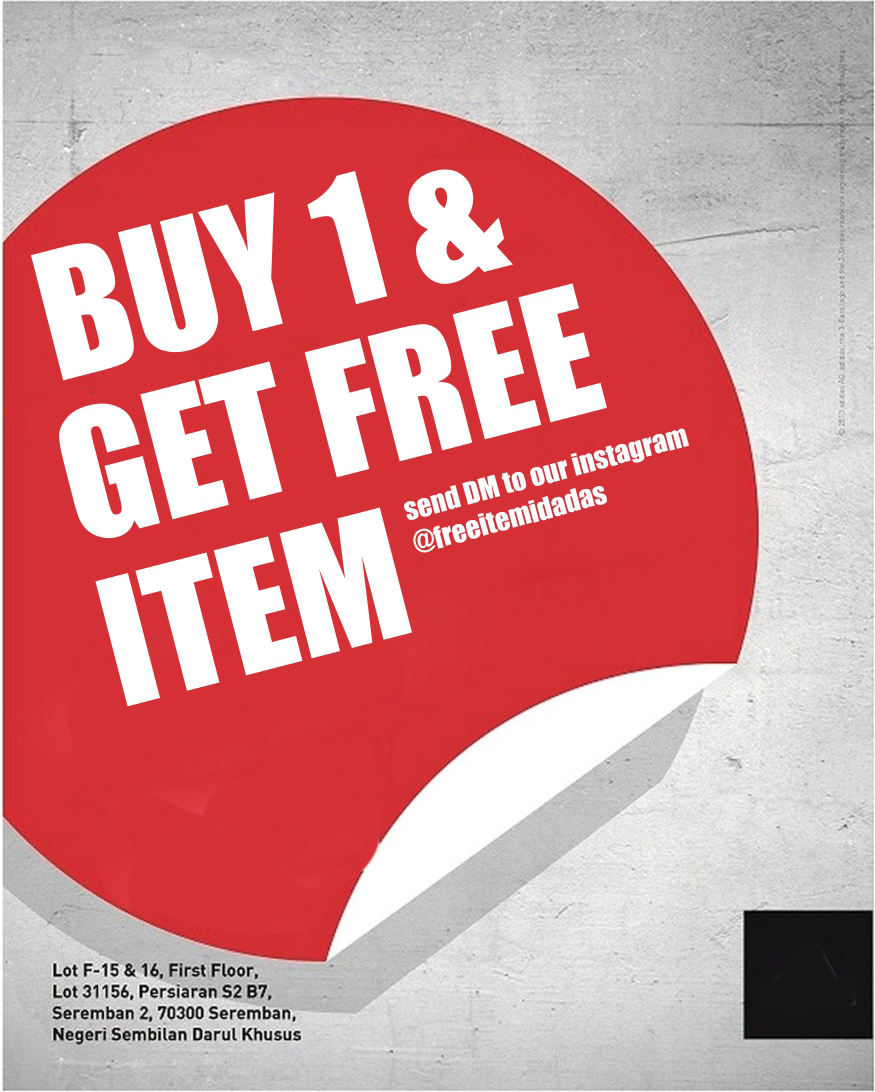 BUY 1 &
GET FREE
ITEM
send DM to our instagram
@freeitemidadas
Lot F-15 & 16, First Floor,
Lot 31156, Persiaran S2 B7,
Seremban 2, 70300 Seremban,
Negeri Sembilan Darul Khusus